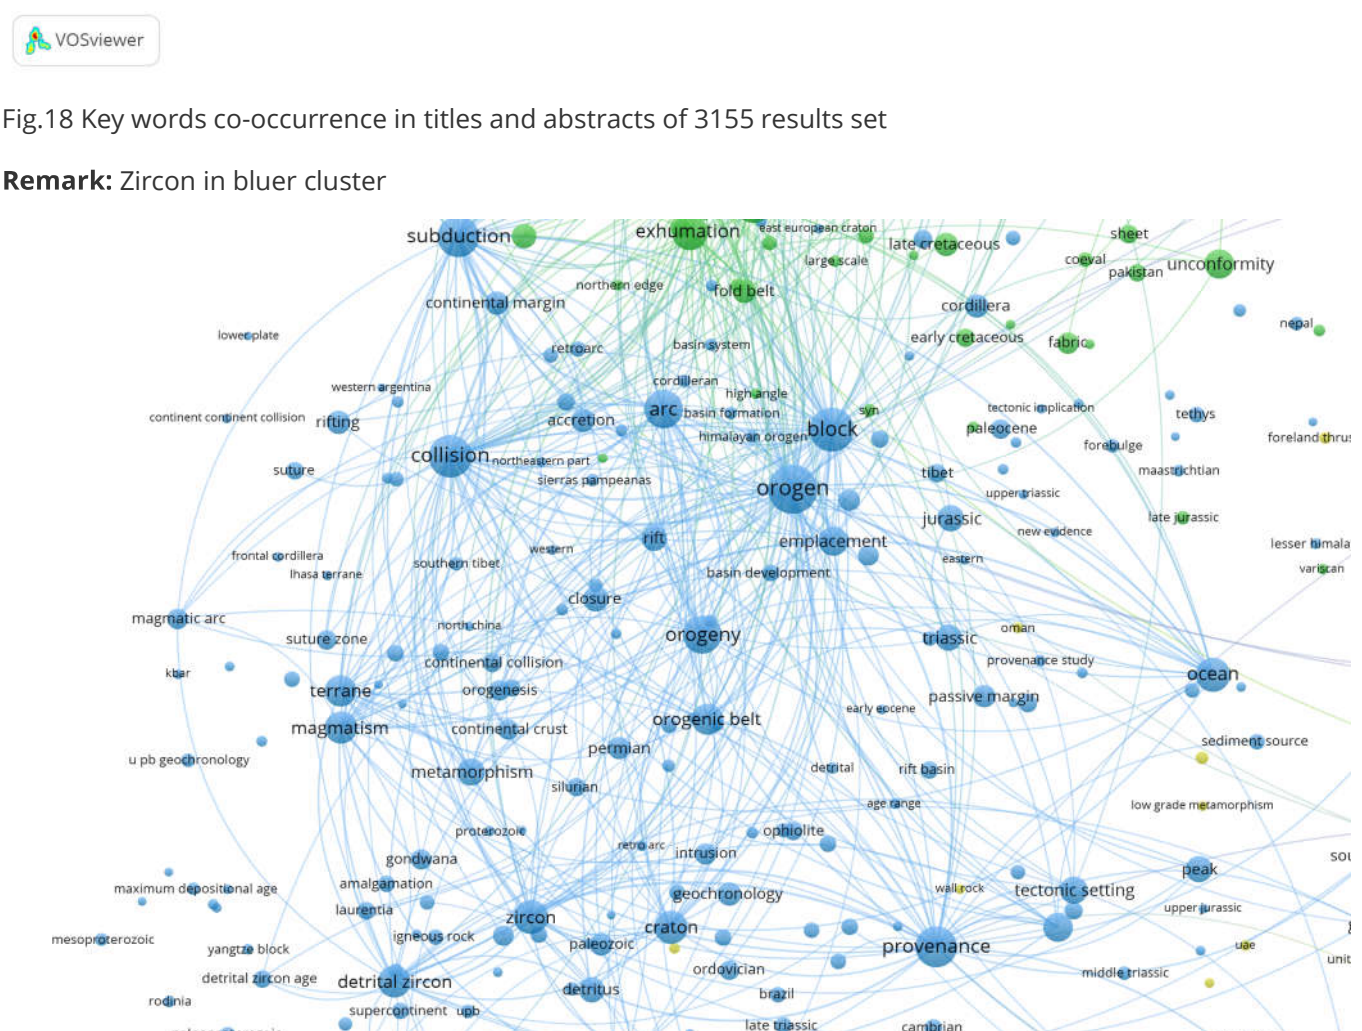 VOSviewer
Fig.18 Key words co-occurrence in titles and abstracts of 3155 results set
Remark: Zircon in bluer cluster
subduction
exhumation
east european craton
late cretaceous
sheet
large scale
coeval
pakistan
unconformity
northern edge
fold belt
continental margin
cordillera
nepal
lower plate
early cretaceous
fabric
retroarc
basin system
western argentina
cordilleran
high angle
continent continent collision
rifting
accretion
arc
basin formation
syn
tectonic implication
tethys
himalayan orogen
block
paleocene
foreland thrus
forebulge
collision
northeastern part
suture
sierras pampeanas
tibet
maastrichtian
orogen
upper triassic
jurassic
late jurassic
rift
emplacement
new evidence
lesser himala
western
frontal cordillera
southern tibet
eastern
variscan
lhasa terrane
basin development
closure
magmatic arc
north china
suture zone
orogeny
triassic
oman
continental collision
provenance study
kbar
ocean
terrane
orogenesis
passive margin
early eocene
magmatism
continental crust
orogenic belt
permian
sediment source
u pb geochronology
metamorphism
detrital
rift basin
silurian
age range
low grade metamorphism
proterozoic
ophiolite
retro arc
intrusion
gondwana
sou
peak
amalgamation
maximum depositional age
geochronology
wall rock
tectonic setting
laurentia
zircon
craton
upper jurassic
mesoproterozoic
igneous rock
paleozoic
provenance
uae
yangtze block
unit
detrital zircon age
detrital zircon
ordovician
middle triassic
detritus
brazil
rodinia
supercontinent
upb
late triassic
cambrian